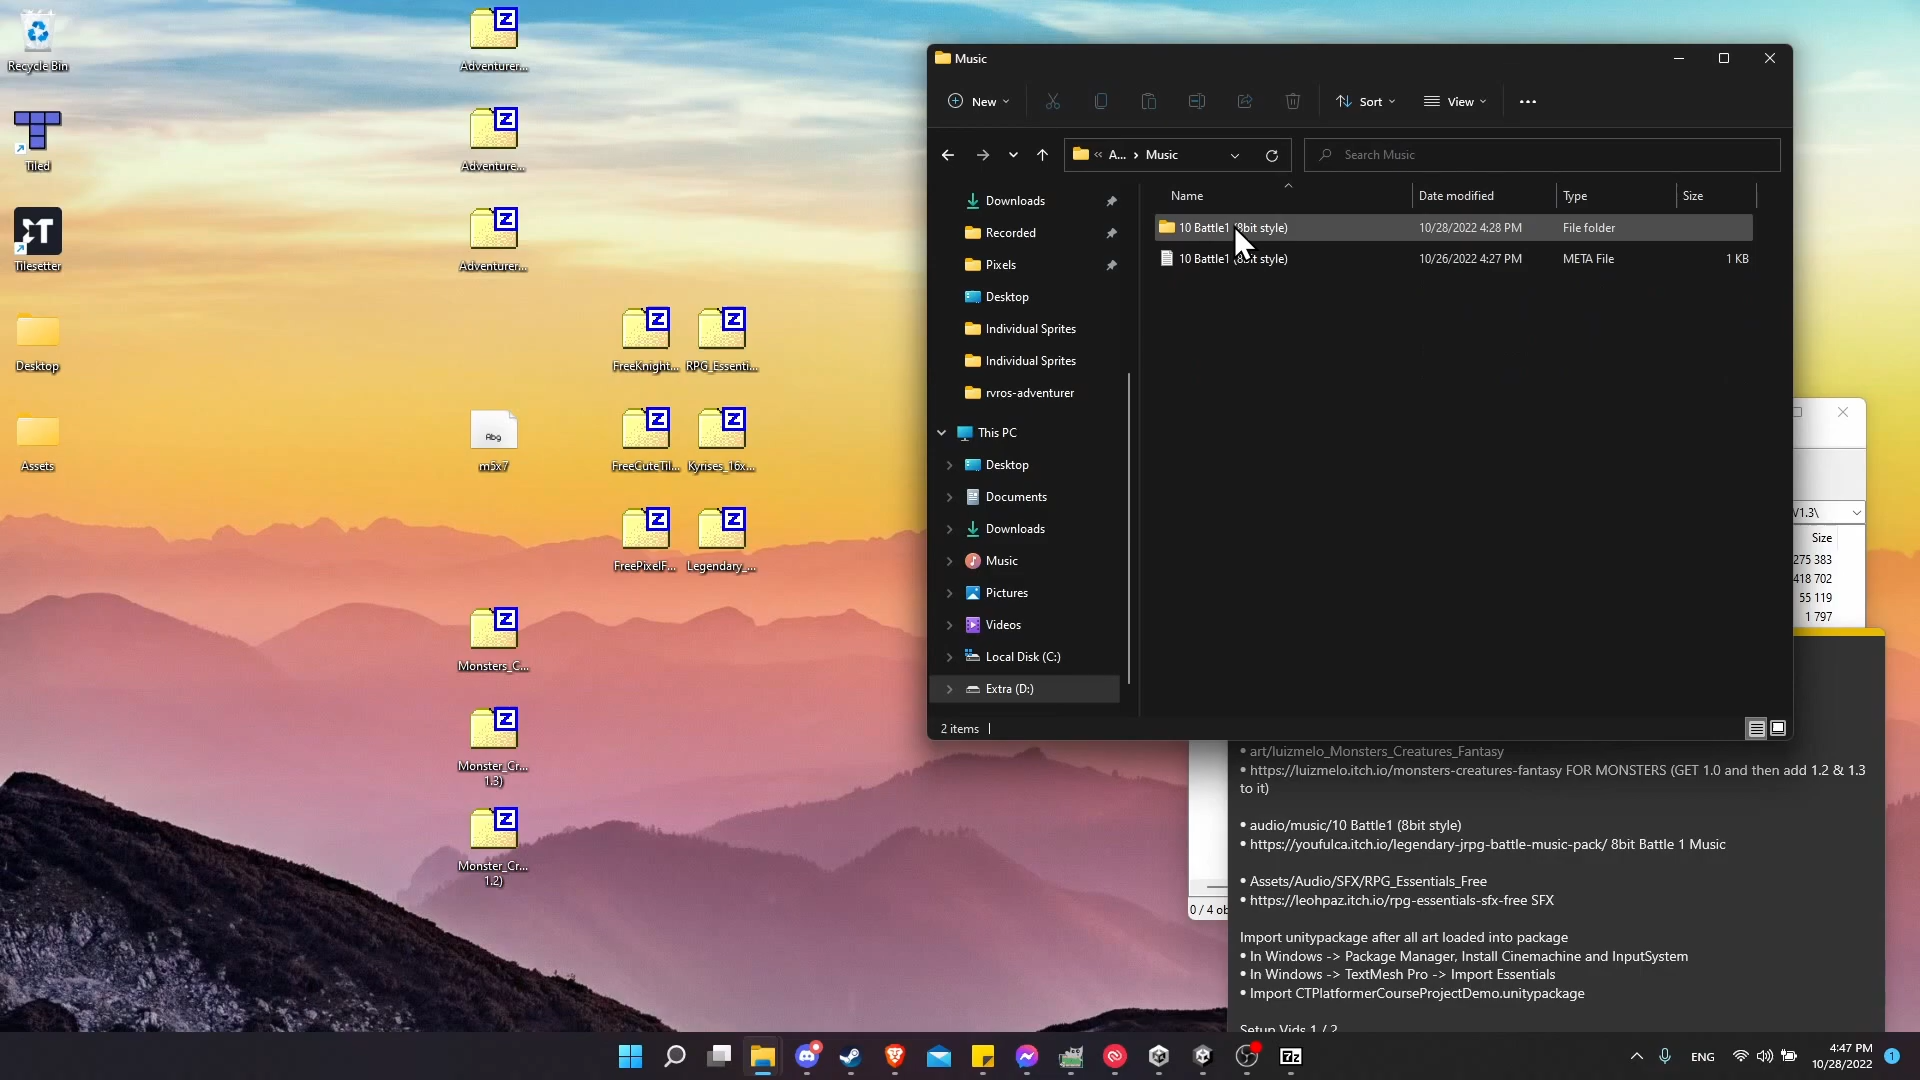 Recycle Bin
Tiled
Tilesetter
Desktop
Assets
Adventurer...
Adventure...
Adventurer...
FreeKnight...
RPG_Essenti...
Abg
m5x7
FreeCuteTil...
Kyrises_16x...
FreePixelF...
Legendary_...
Monsters_C...
Monster_Cr...
1.3)
Monster_Cr...
1.2)
Music
New
Sort
View
A...
Music
Search Music
Name
Date modified
Type
Size
10 Battle1 (8bit style)
10/28/2022 4:28 PM
File folder
10 Battle1 (8bit style)
10/26/2022 4:27 PM
META File
1 KB
Downloads
Recorded
Pixels
Desktop
Individual Sprites
Individual Sprites
rvros-adventurer
This PC
Desktop
Documents
Downloads
Music
Pictures
Videos
Local Disk (C:)
Extra (D:)
2 items
V1.3\
Size
275 383
418 702
55 119
1 797
0 / 4 ob
• art/luizmelo_Monsters_Creatures_Fantasy
• https://luizmelo.itch.io/monsters-creatures-fantasy FOR MONSTERS (GET 1.0 and then add 1.2 & 1.3
to it)
• audio/music/10 Battle1 (8bit style)
• https://youfulca.itch.io/legendary-jrpg-battle-music-pack/ 8bit Battle 1 Music
• Assets/Audio/SFX/RPG_Essentials_Free
• https://leohpaz.itch.io/rpg-essentials-sfx-free SFX
Import unitypackage after all art loaded into package
• In Windows -> Package Manager, Install Cinemachine and InputSystem
• In Windows -> TextMesh Pro -> Import Essentials
• Import CTPlatformerCourseProjectDemo.unitypackage
Setup Vids 1 / 2
7z
ENG
4:47 PM
10/28/2022
1